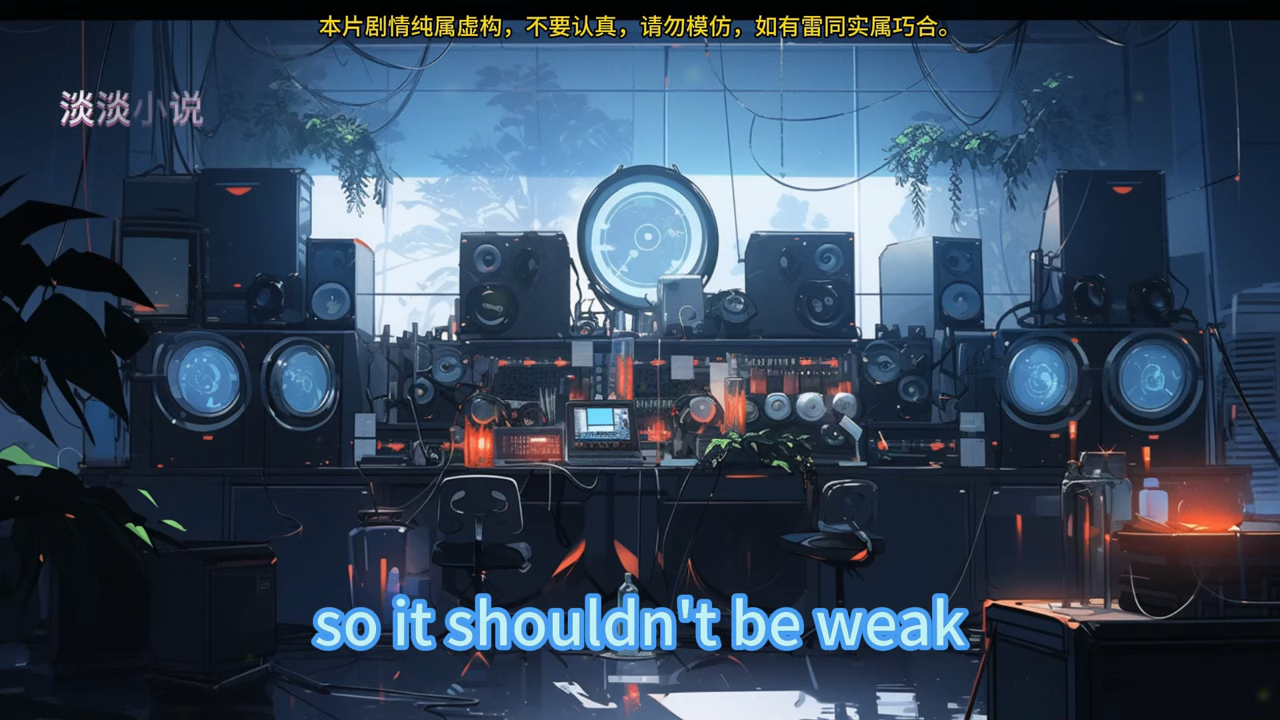 本片剧情纯属虚构，不要认真，请勿模仿，如有雷同实属巧合。
淡淡小说
so it shouldn't be weak